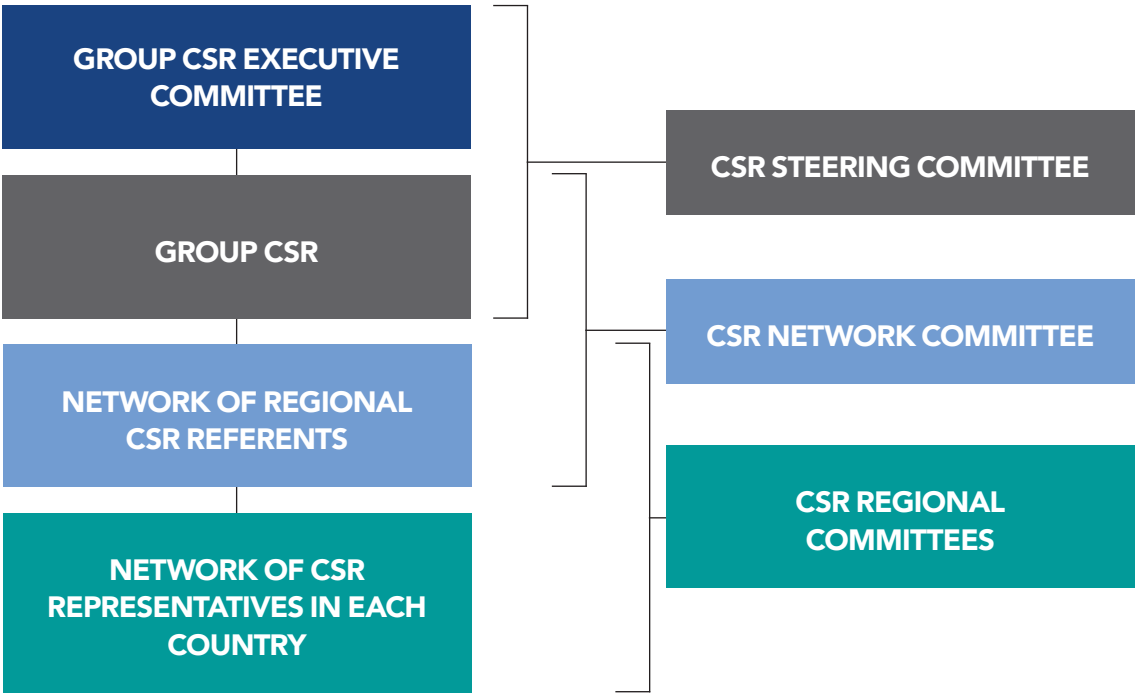 GROUP CSR EXECUTIVE
COMMITTEE
GROUP CSR
NETWORK OF REGIONAL
CSR REFERENTS
NETWORK OF CSR
REPRESENTATIVES IN EACH
COUNTRY
CSR STEERING COMMITTEE
CSR NETWORK COMMITTEE
CSR REGIONAL
COMMITTEES